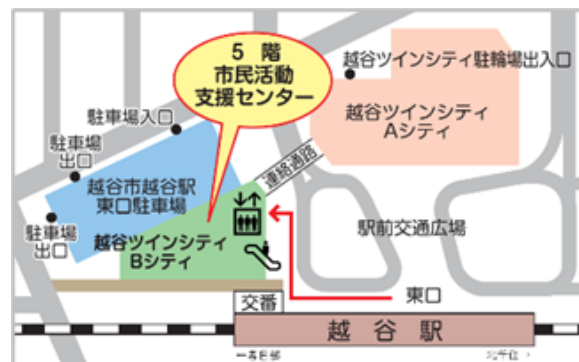 5 階
市民活動
支援センター
越谷ツインシティ駐輪場出入口
越谷ツインシティ
Aシティ
駐車場入口
駐車場
出口
越谷市越谷駅
東口駐車場
連絡通路
駐車場
出口
越谷ツインシティ
Bシティ
駅前交通広場
交番
東口
越谷駅